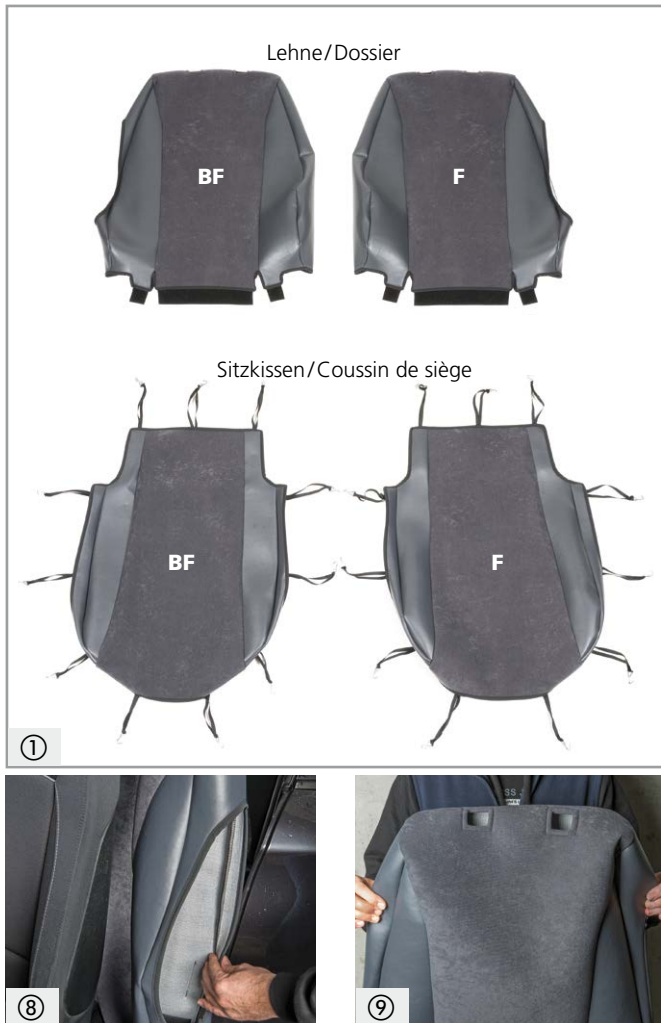 Lehne/Dossier
BF
F
Sitzkissen/Coussin de siège
BF
F
①
⑧
⑨